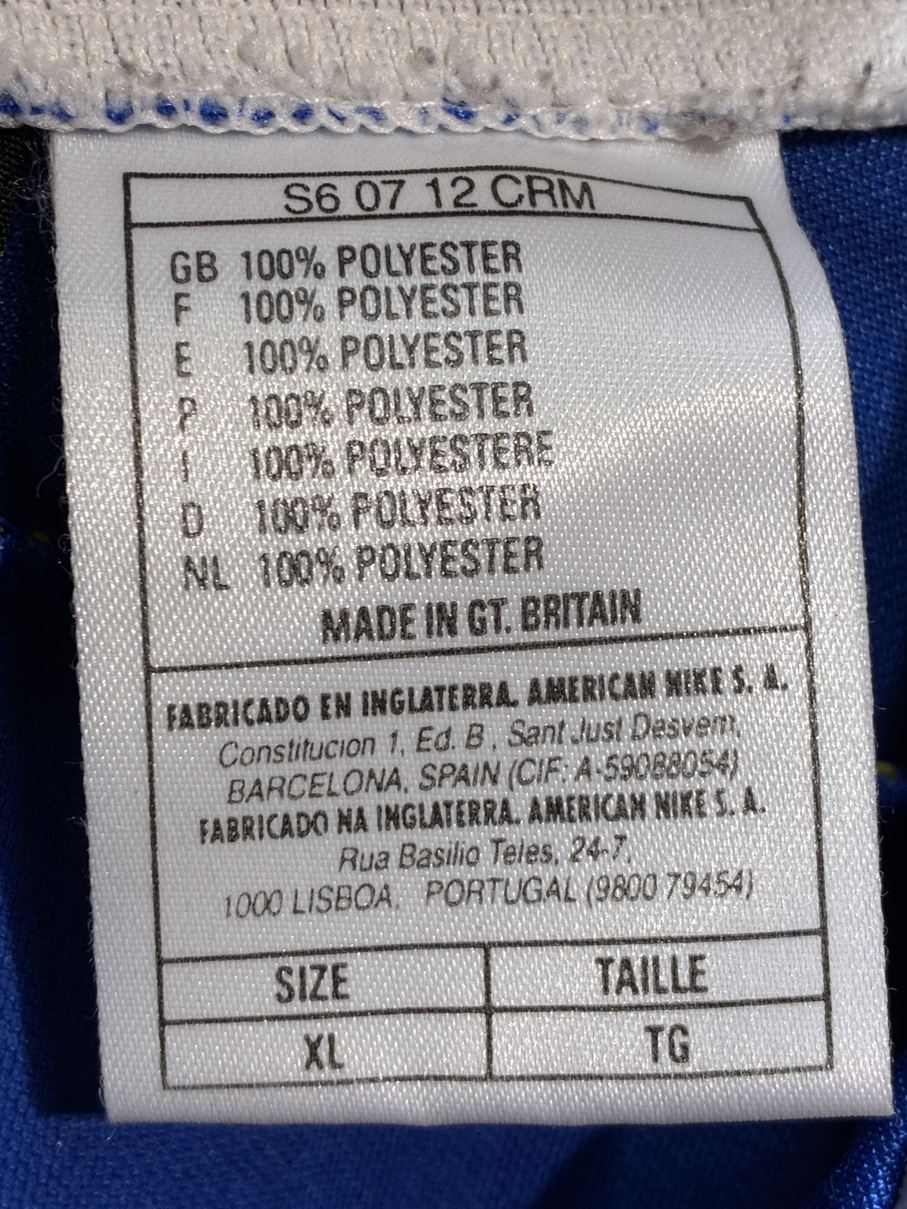 S6 07 12 CRM
GB 100% POLYESTER
F 100% POLYESTER
E 100% POLYESTER
P 100% POLYESTER
I 100% POLYESTERE
D 100% POLYESTER
NL 100% POLYESTER
MADE IN GT. BRITAIN
FABRICADO EN INGLATERRA. AMERICAN NIKE S. A.
Constitucion 1, Ed. B , Sant Just Desvern,
BARCELONA, SPAIN (CIF: A-59088054)
FABRICADO NA INGLATERRA. AMERICAN NIKE S. A.
Rua Basilio Teles, 24-7,
1000 LISBOA, PORTUGAL (9800 79454)
SIZE TAILLE
XL TG